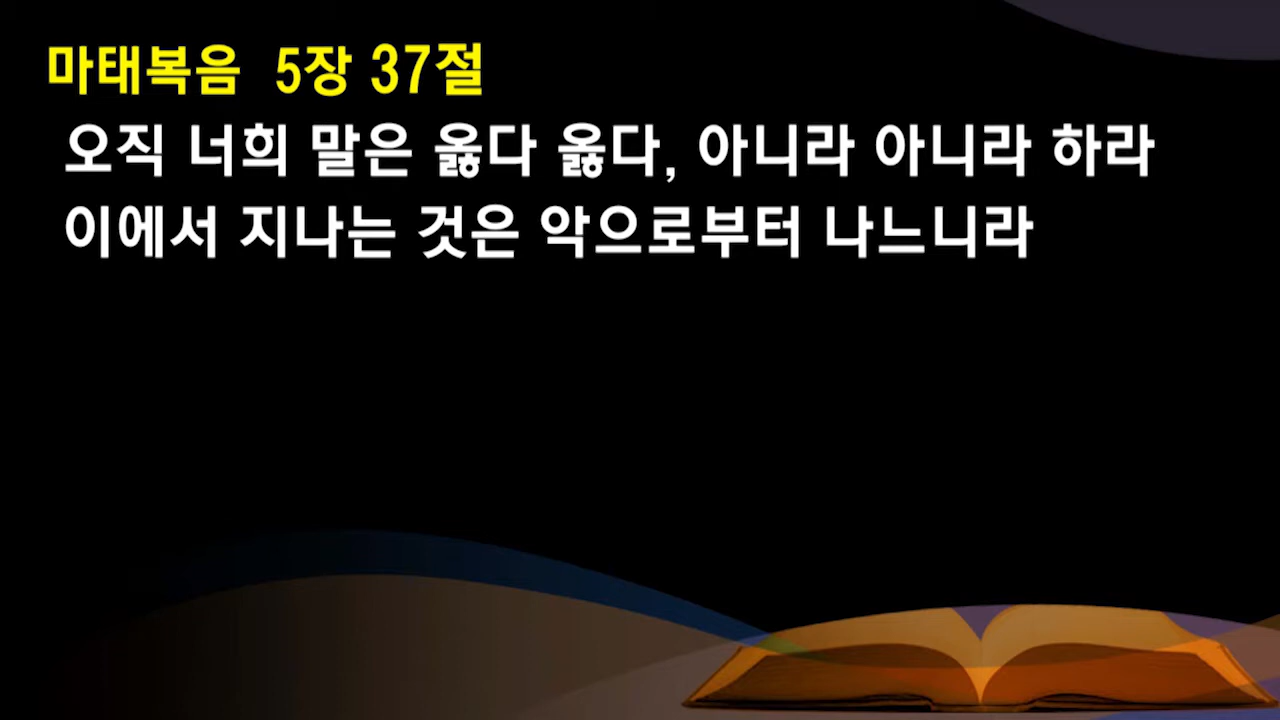 마태복음 5장 37절
오직 너희 말은 옳다 옳다, 아니라 아니라 하라
이에서 지나는 것은 악으로부터 나느니라